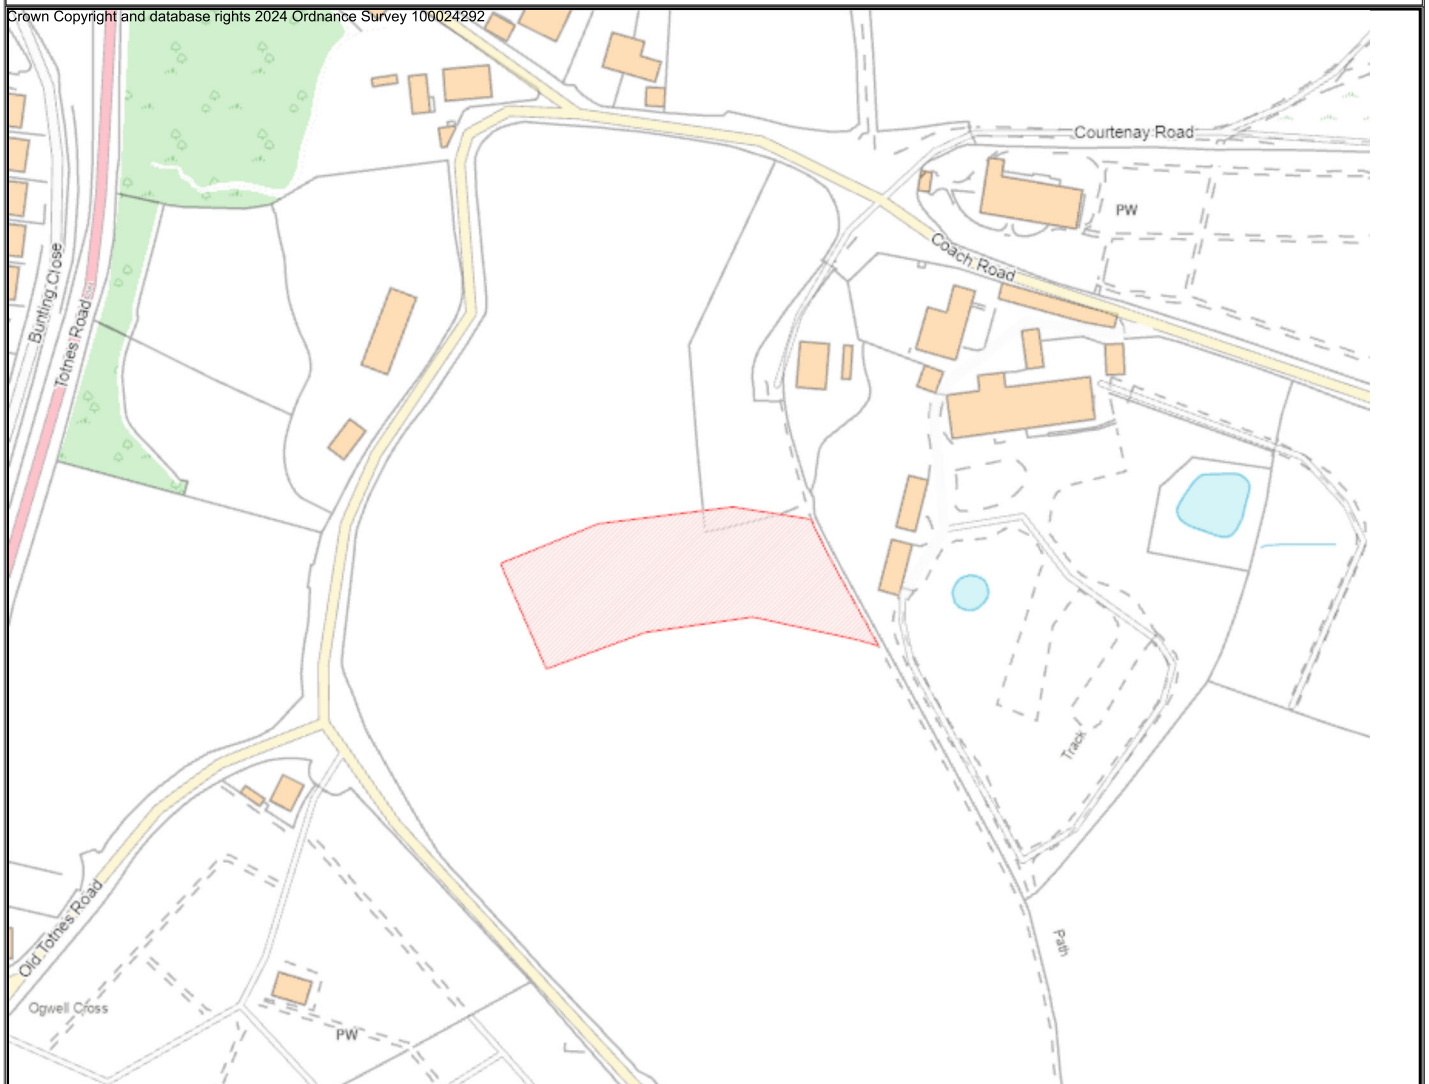 Crown Copyright and database rights 2024 Ordnance Survey 100024292
Courtenay Road
PW
Coach Road
Bunting Close
Totnes Road
Track
Old Totnes Road
Path
Ogwell Cross
PW